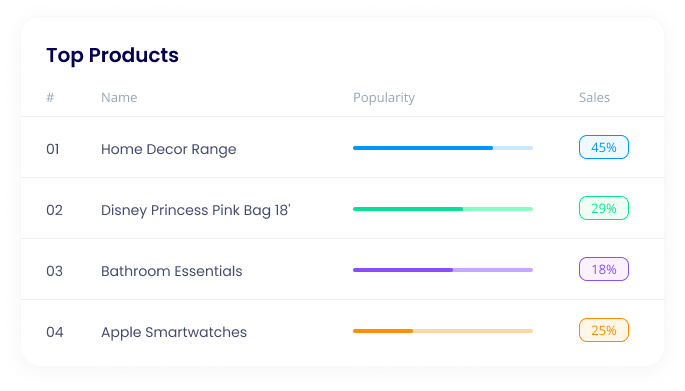 Top Products
# Name Popularity Sales
01 Home Decor Range 45%
02 Disney Princess Pink Bag 18' 29%
03 Bathroom Essentials 18%
04 Apple Smartwatches 25%